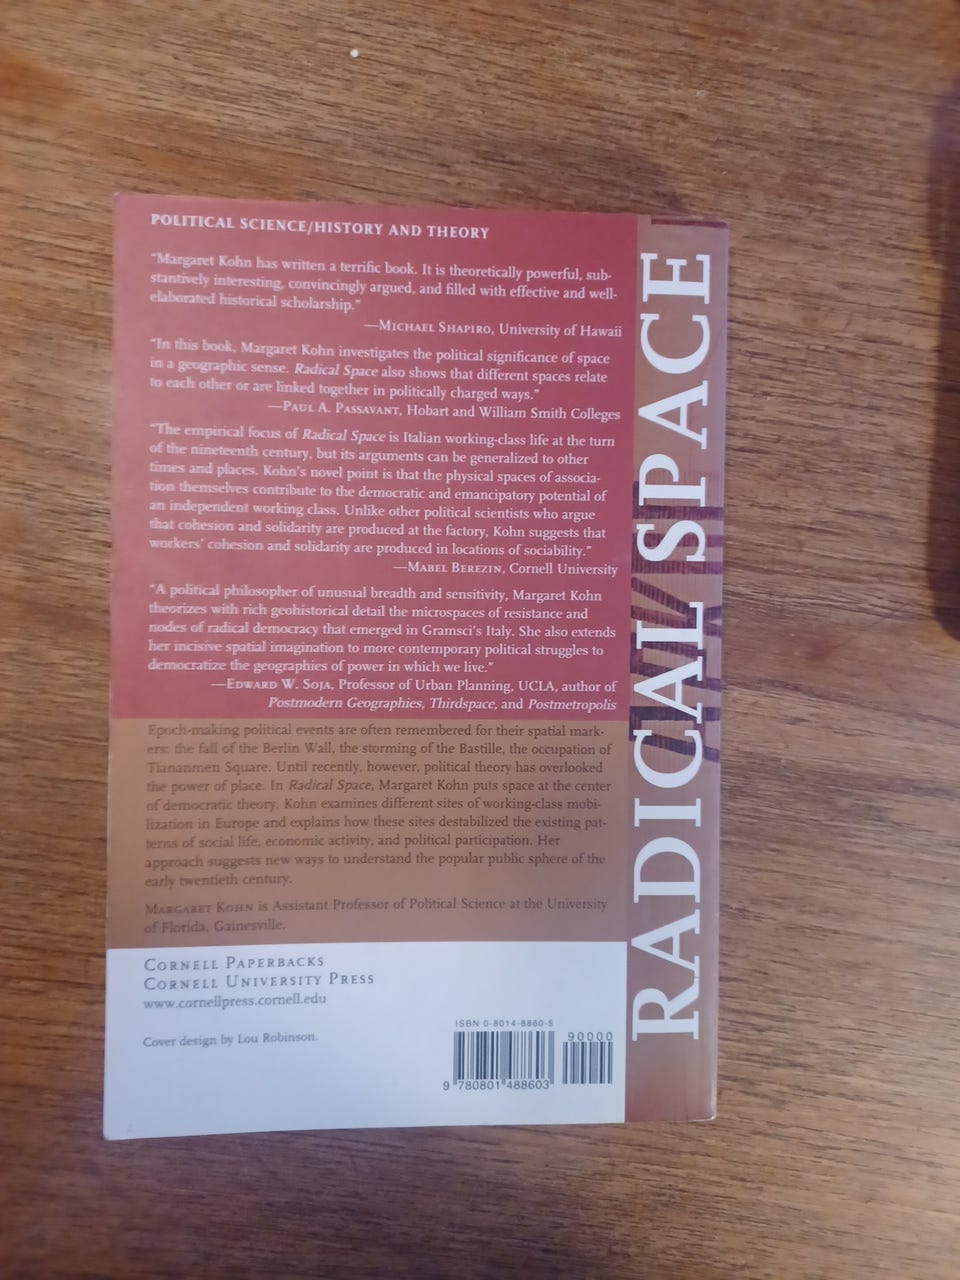 POLITICAL SCIENCE/HISTORY AND THEORY
“Margaret Kohn has written a terrific book. It is theoretically powerful, sub-
stantively interesting, convincingly argued, and filled with effective and well-
elaborated historical scholarship.”
—Michael Shapiro, University of Hawaii
“In this book, Margaret Kohn investigates the political significance of space
in a geographic sense. Radical Space also shows that different spaces relate
to each other or are linked together in politically charged ways.”
—Paul A. Passavant, Hobart and William Smith Colleges
“The empirical focus of Radical Space is Italian working-class life at the turn
of the nineteenth century, but its arguments can be generalized to other
times and places. Kohn’s novel point is that the physical spaces of associa-
tion themselves contribute to the democratic and emancipatory potential of
an independent working class. Unlike other political scientists who argue
that cohesion and solidarity are produced at the factory, Kohn suggests that
workers’ cohesion and solidarity are produced in locations of sociability.”
—Mabel Berezin, Cornell University
“A political philosopher of unusual breadth and sensitivity, Margaret Kohn
theorizes with rich geohistorical detail the microspaces of resistance and
nodes of radical democracy that emerged in Gramsci’s Italy. She also extends
her incisive spatial imagination to more contemporary political struggles to
democratize the geographies of power in which we live.”
—Edward W. Soja, Professor of Urban Planning, UCLA, author of
Postmodern Geographies, Thirdspace, and Postmetropolis
Epoch-making political events are often remembered for their spatial mark-
ers: the fall of the Berlin Wall, the storming of the Bastille, the occupation of
Tiananmen Square. Until recently, however, political theory has overlooked
the power of place. In Radical Space, Margaret Kohn puts space at the center
of democratic theory. Kohn examines different sites of working-class mobi-
lization in Europe and explains how these sites destabilized the existing pat-
terns of social life, economic activity, and political participation. Her
approach suggests new ways to understand the popular public sphere of the
early twentieth century.
Margaret Kohn is Assistant Professor of Political Science at the University
of Florida, Gainesville.
Cornell Paperbacks
Cornell University Press
www.cornellpress.cornell.edu
Cover design by Lou Robinson.
ISBN 0-8014-8860-5
90000
9 780801 488603
RADICAL SPACE